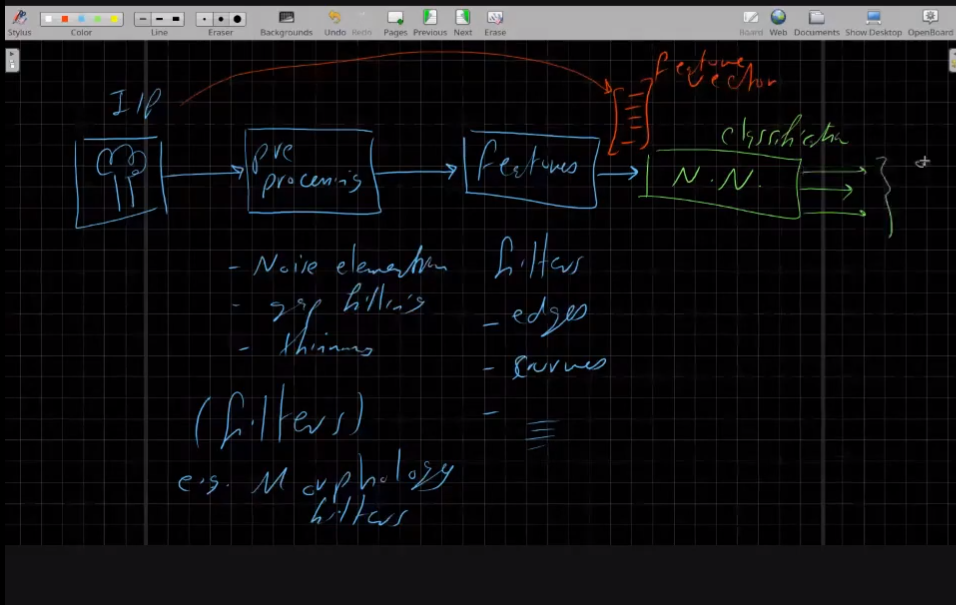 Stylus
Color
Line
Eraser
Backgrounds
Undo
Redo
Pages
Previous
Next
Erase
Board
Web
Documents
Show Desktop
OpenBoard
feature
vector
I/P
classification
pre
processing
features
N.N.
- Noise elemention
- gap filling
- thinning
(filters)
e.g. Morphology
filters
filters
- edges
- curves
-